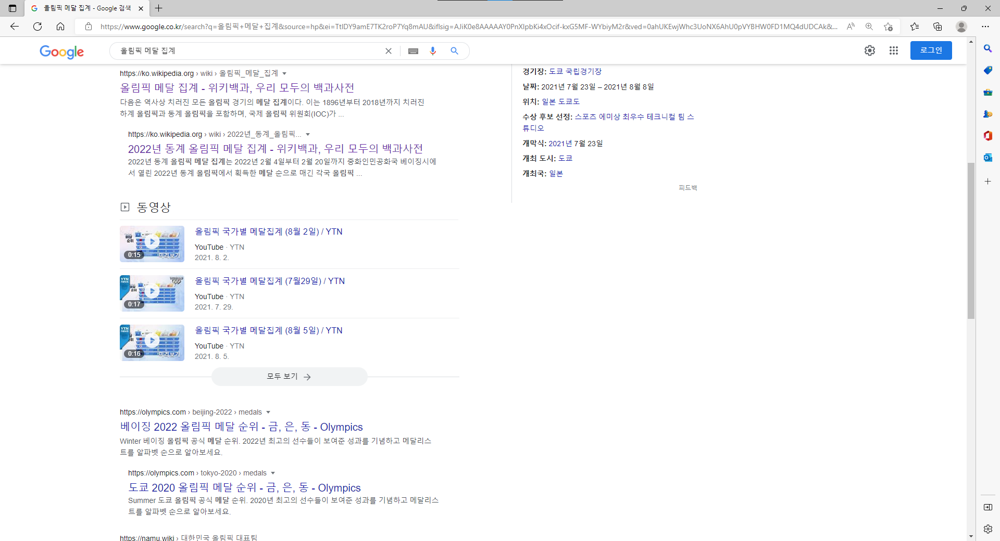 올림픽 메달 집계 - Google 검색
https://www.google.co.kr/search?q=올림픽+메달+집계&source=hp&ei=TtlDY9amE7TK2roP7Yq8mAU&iflsig=AJiK0e8AAAAAY0PnXlpbKi4xOcif-kxG5MF-WYbiyM2r&ved=0ahUKEwjWhc3UoNX6AhU0pVYBHW0FD1MQ4dUDCAk&...
Google
올림픽 메달 집계
로그인
https://ko.wikipedia.org › wiki › 올림픽_메달_집계
올림픽 메달 집계 - 위키백과, 우리 모두의 백과사전
다음은 역사상 치러진 모든 올림픽 경기의 메달 집계이다. 이는 1896년부터 2018년까지 치러진
하계 올림픽과 동계 올림픽을 포함하며, 국제 올림픽 위원회(IOC)가 ...
https://ko.wikipedia.org › wiki › 2022년_동계_올림픽...
2022년 동계 올림픽 메달 집계 - 위키백과, 우리 모두의 백과사전
2022년 동계 올림픽 메달 집계는 2022년 2월 4일부터 2월 20일까지 중화인민공화국 베이징시에
서 열린 2022년 동계 올림픽에서 획득한 메달 순으로 매긴 각국 올림픽 ...
동영상
올림픽 국가별 메달집계 (8월 2일) / YTN
YouTube · YTN
2021. 8. 2.
메달
순위
0:15
미리보기
올림픽 국가별 메달집계 (7월29일) / YTN
YouTube · YTN
2021. 7. 29.
YTN
news
0:17
올림픽 국가별 메달집계 (8월 5일) / YTN
YouTube · YTN
2021. 8. 5.
YTN
news
0:16
미리보기
모두 보기
https://olympics.com › beijing-2022 › medals
베이징 2022 올림픽 메달 순위 - 금, 은, 동 - Olympics
Winter 베이징 올림픽 공식 메달 순위. 2022년 최고의 선수들이 보여준 성과를 기념하고 메달리스
트를 알파벳 순으로 알아보세요.
https://olympics.com › tokyo-2020 › medals
도쿄 2020 올림픽 메달 순위 - 금, 은, 동 - Olympics
Summer 도쿄 올림픽 공식 메달 순위. 2020년 최고의 선수들이 보여준 성과를 기념하고 메달리스
트를 알파벳 순으로 알아보세요.
https://namu.wiki › 대한민국 올림픽 대표팀
경기장: 도쿄 국립경기장
날짜: 2021년 7월 23일 – 2021년 8월 8일
위치: 일본 도쿄도
수상 후보 선정: 스포츠 에미상 최우수 테크니컬 팀 스
튜디오
개막식: 2021년 7월 23일
개최 도시: 도쿄
개최국: 일본
피드백